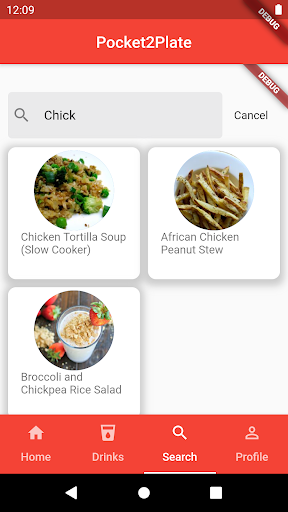 12:09
DEBUG
Pocket2Plate
DEBUG
Chick
Cancel
Chicken Tortilla Soup
(Slow Cooker)
African Chicken
Peanut Stew
Broccoli and
Chickpea Rice Salad
Home
Drinks
Search
Profile